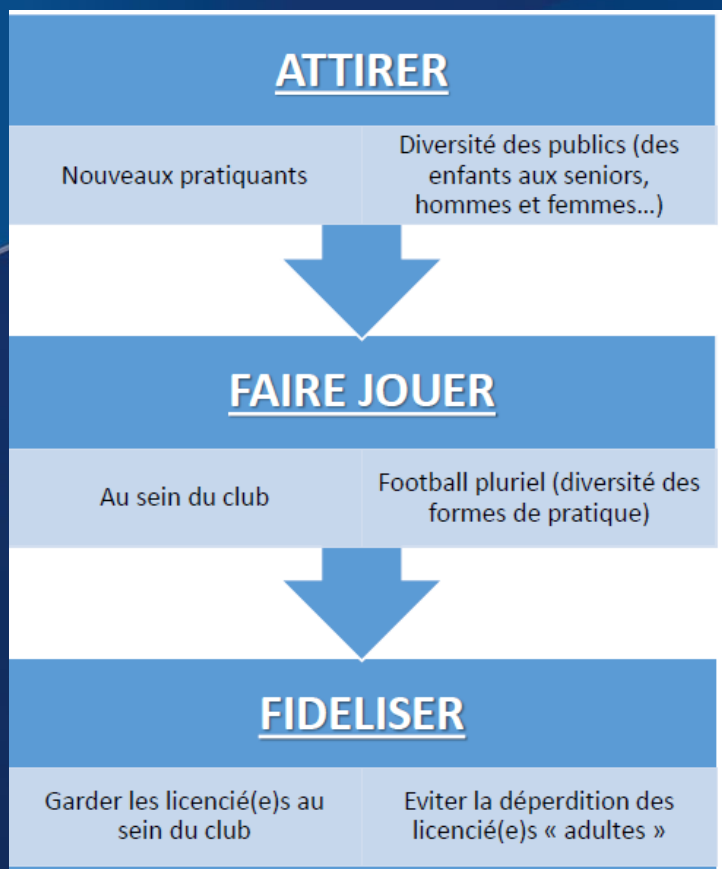 ATTIRER
Nouveaux pratiquants
Diversité des publics (des
enfants aux seniors,
hommes et femmes...)
FAIRE JOUER
Au sein du club
Football pluriel (diversité des
formes de pratique)
FIDELISER
Garder les licencié(e)s au
sein du club
Eviter la déperdition des
licencié(e)s « adultes »